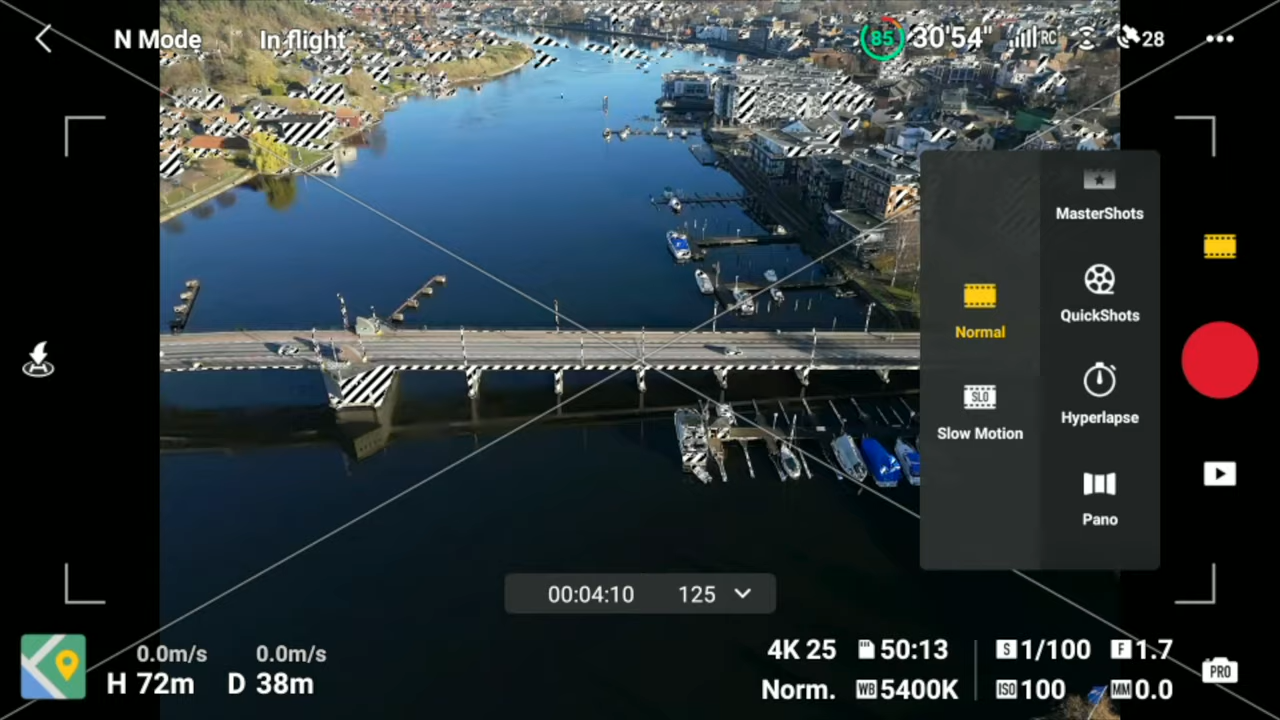 N Mode
In flight
85
30'54"
RC
28
MasterShots
QuickShots
Normal
Hyperlapse
SLO
Slow Motion
Pano
00:04:10 125
0.0m/s 0.0m/s
H 72m D 38m
4K 25 50:13
S 1/100 F 1.7
Norm. WB 5400K
ISO 100 MM 0.0
PRO